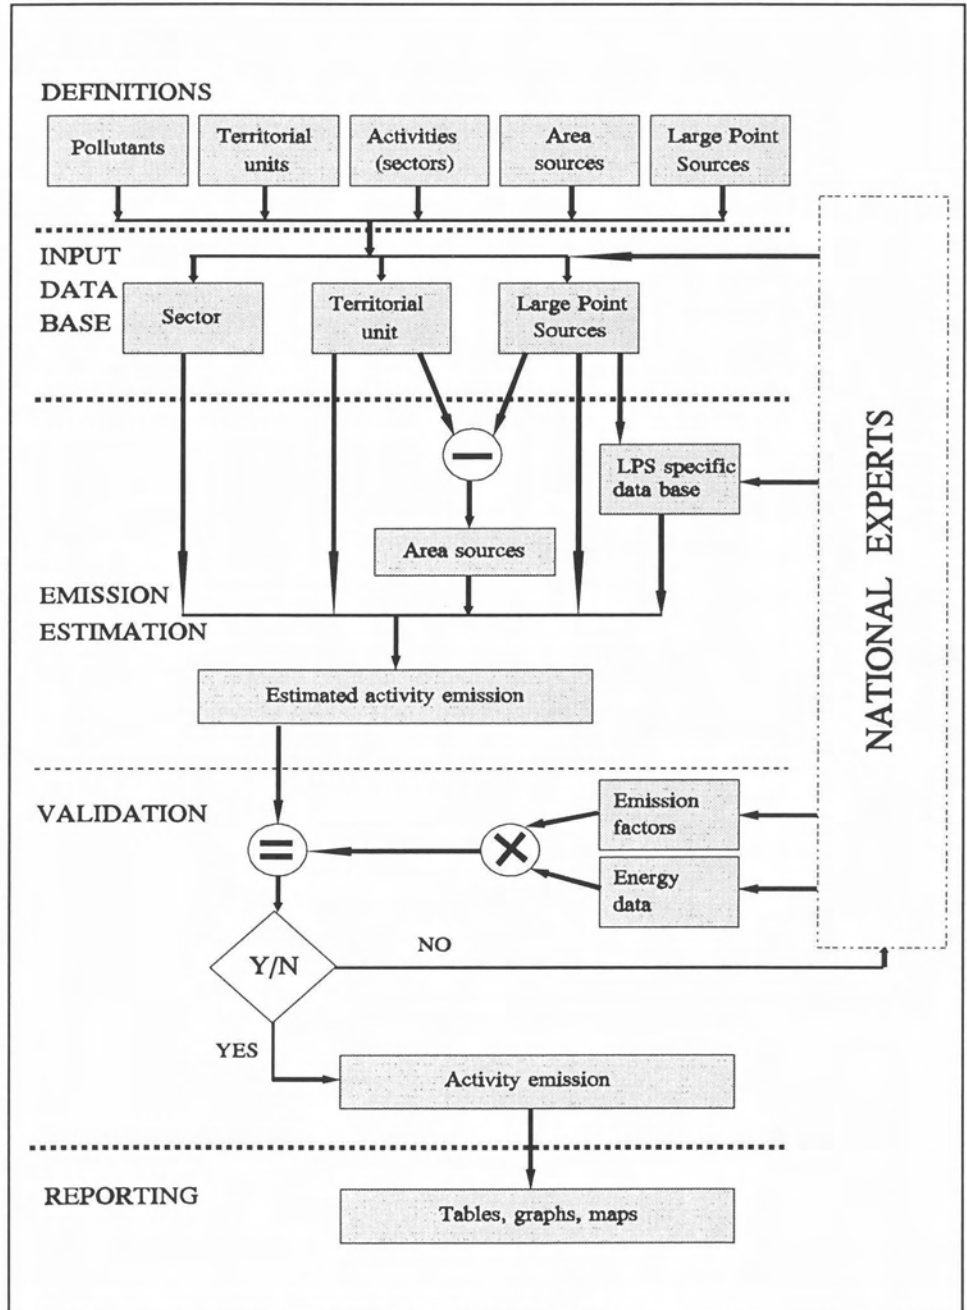 DEFINITIONS
Pollutants
Territorial
units
Activities
(sectors)
Area
sources
Large Point
Sources
INPUT
DATA
BASE
Sector
Territorial
unit
Large Point
Sources
LPS specific
data base
Area sources
EMISSION
ESTIMATION
Estimated activity emission
NATIONAL EXPERTS
VALIDATION
Emission
factors
Energy
data
Y/N
NO
YES
Activity emission
REPORTING
Tables, graphs, maps